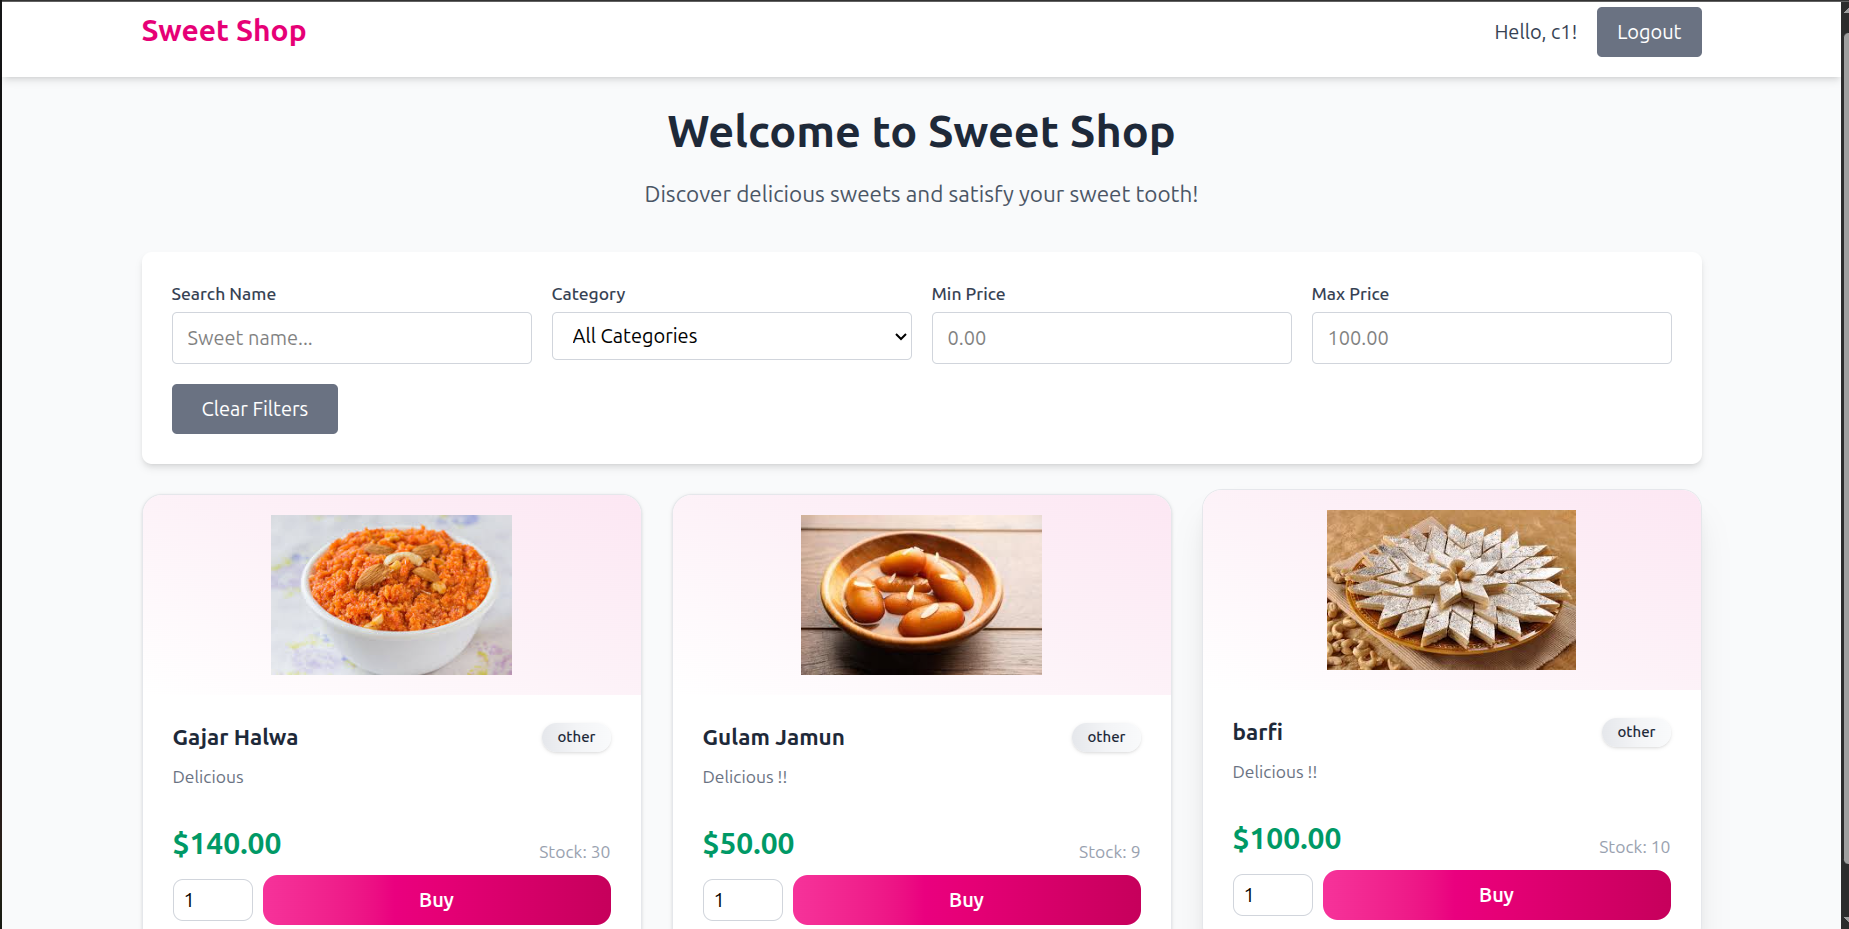 Sweet Shop
Hello, c1!
Logout
Welcome to Sweet Shop
Discover delicious sweets and satisfy your sweet tooth!
Search Name
Category
Min Price
Max Price
Sweet name...
All Categories
0.00
100.00
Clear Filters
Gajar Halwa
other
Delicious
$140.00
Stock: 30
1
Buy
Gulam Jamun
other
Delicious !!
$50.00
Stock: 9
1
Buy
barfi
other
Delicious !!
$100.00
Stock: 10
1
Buy